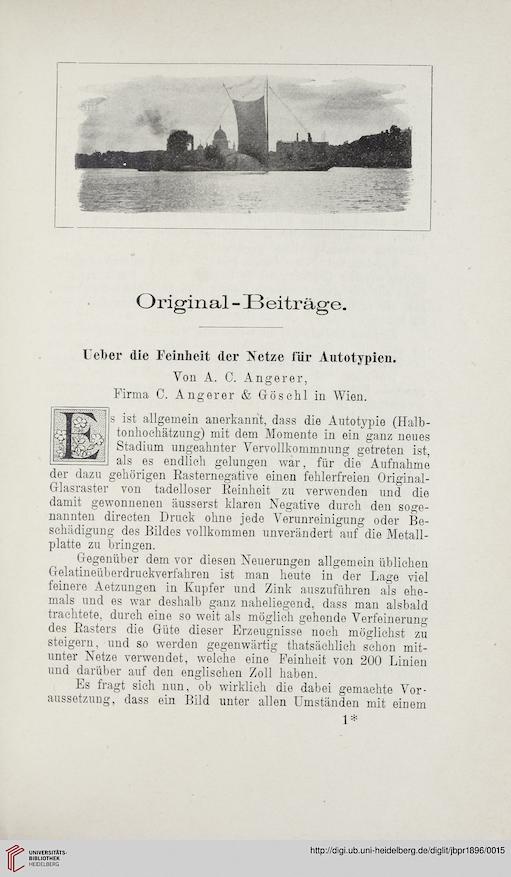 Original-Beiträge.
Ueber die Feinheit der Netze für Autotypien.
Von A. C. Angerer,
Firma C. Angerer & Göschl in Wien.
Es ist allgemein anerkannt, dass die Autotypie (Halb-
tonhochätzung) mit dem Momente in ein ganz neues
Stadium ungeahnter Vervollkommnung getreten ist,
als es endlich gelungen war, für die Aufnahme
der dazu gehörigen Rasternegative einen fehlerfreien Original-
Glasraster von tadelloser Reinheit zu verwenden und die
damit gewonnenen äusserst klaren Negative durch den soge-
nannten directen Druck ohne jede Verunreinigung oder Be-
schädigung des Bildes vollkommen unverändert auf die Metall-
platte zu bringen.
Gegenüber dem vor diesen Neuerungen allgemein üblichen
Gelatineüberdruckverfahren ist man heute in der Lage viel
feinere Aetzungen in Kupfer und Zink auszuführen als ehe-
mals und es war deshalb ganz naheliegend, dass man alsbald
trachtete, durch eine so weit als möglich gehende Verfeinerung
des Rasters die Güte dieser Erzeugnisse noch möglichst zu
steigern, und so werden gegenwärtig thatsächlich schon mit-
unter Netze verwendet, welche eine Feinheit von 200 Linien
und darüber auf den englischen Zoll haben.
Es fragt sich nun, ob wirklich die dabei gemachte Vor-
aussetzung, dass ein Bild unter allen Umständen mit einem
1*
UNIVERSITÄTS-
BIBLIOTHEK
HEIDELBERG
http://digi.ub.uni-heidelberg.de/diglit/jbpr1896/0015